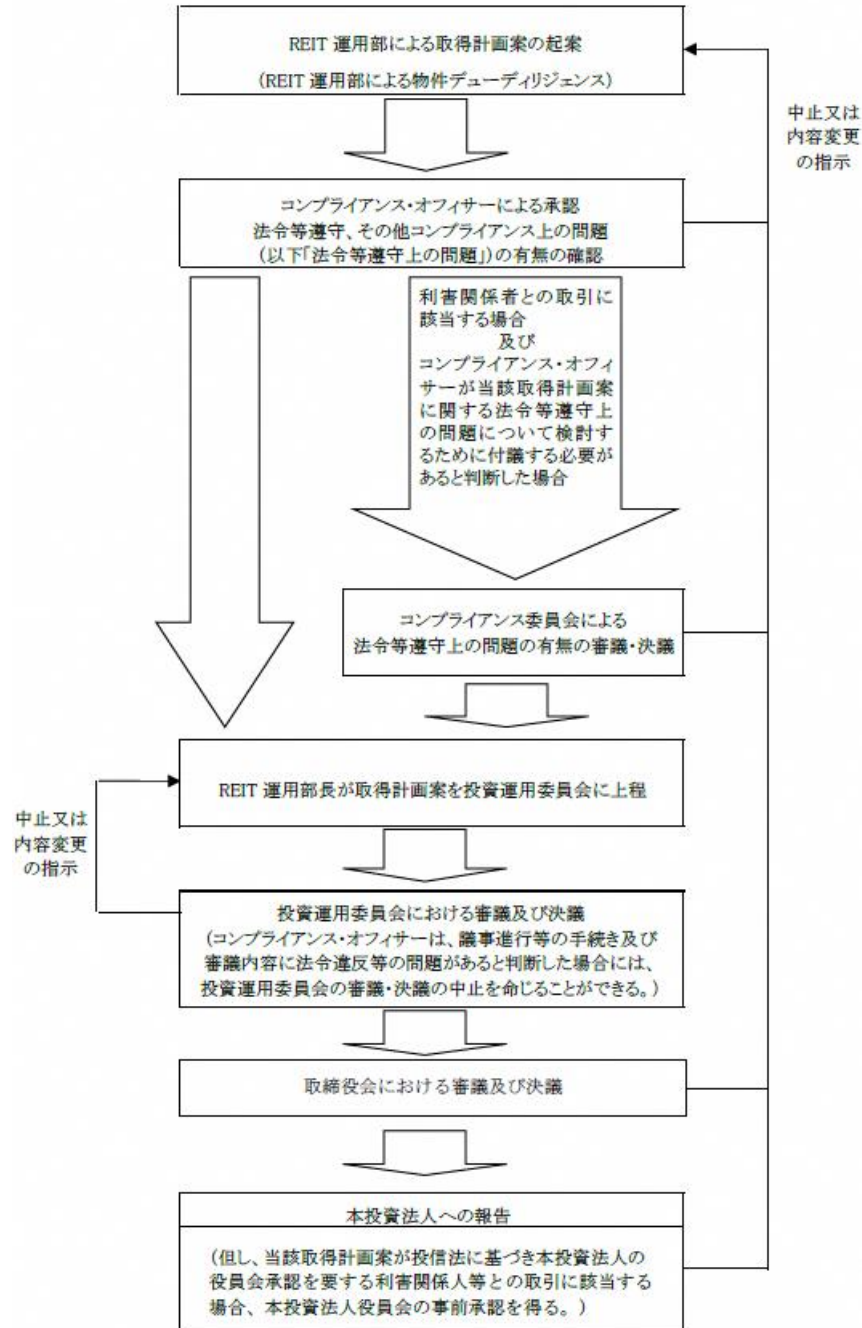 REIT 運用部による取得計画案の起案
(REIT 運用部による物件デューディリジェンス)
中止又は
内容変更
の指示
コンプライアンス・オフィサーによる承認
法令等遵守、その他コンプライアンス上の問題
(以下「法令等遵守上の問題」)の有無の確認
利害関係者との取引に
該当する場合
及び
コンプライアンス・オフィ
サーが当該取得計画案
に関する法令等遵守上
の問題について検討す
るために付議する必要が
あると判断した場合
コンプライアンス委員会による
法令等遵守上の問題の有無の審議・決議
REIT 運用部長が取得計画案を投資運用委員会に上程
中止又は
内容変更
の指示
投資運用委員会における審議及び決議
(コンプライアンス・オフィサーは、議事進行等の手続き及び
審議内容に法令違反等の問題があると判断した場合には、
投資運用委員会の審議・決議の中止を命じることができる。)
取締役会における審議及び決議
本投資法人への報告
(但し、当該取得計画案が投信法に基づき本投資法人の
役員会承認を要する利害関係人等との取引に該当する
場合、本投資法人役員会の事前承認を得る。)